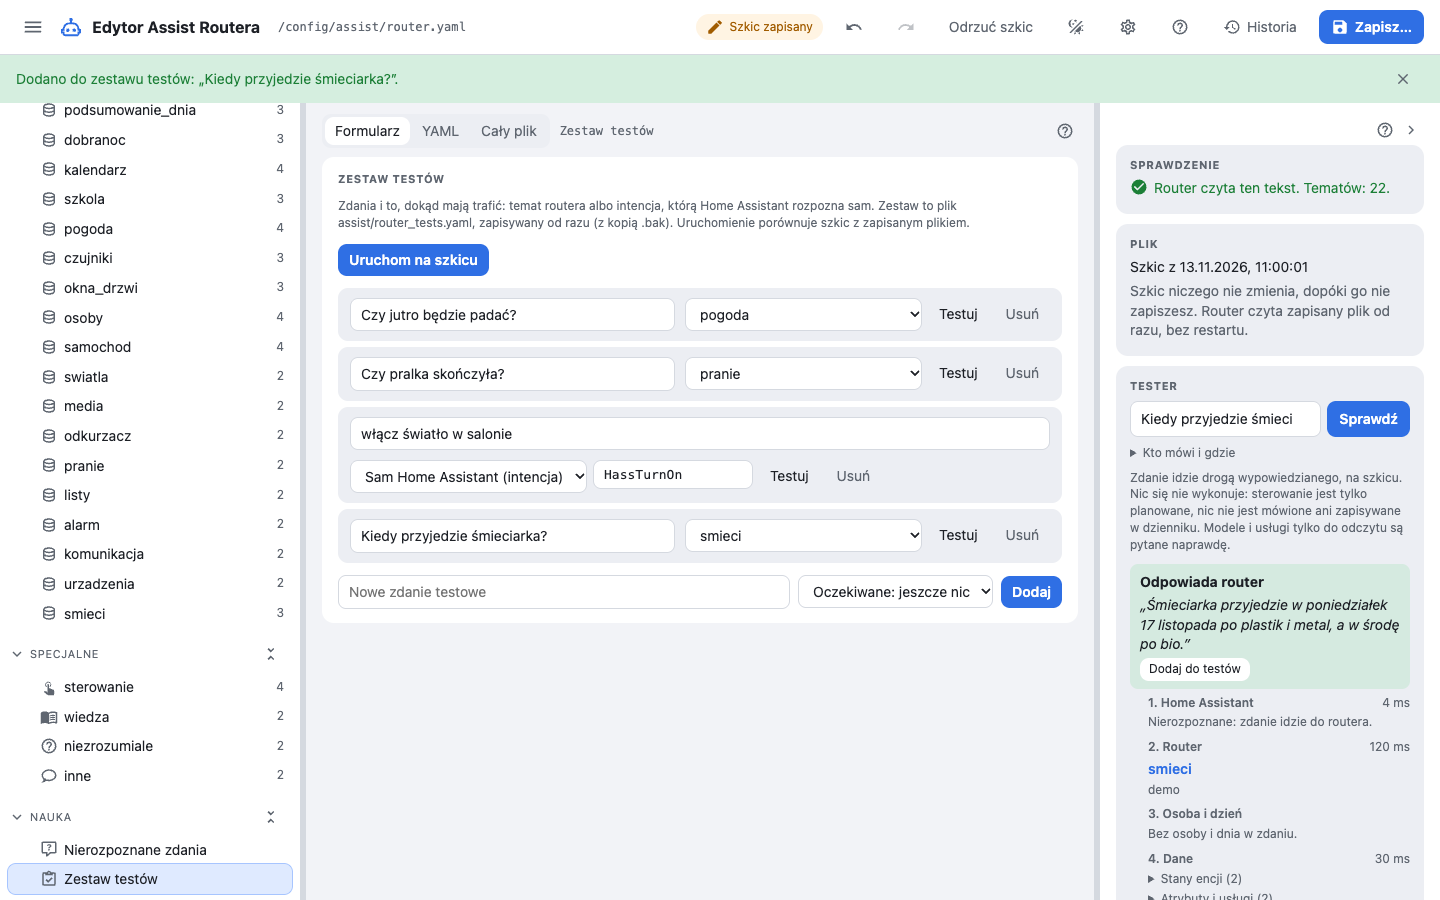 Edytor Assist Routera
/config/assist/router.yaml
Szkic zapisany
Odrzuć szkic
Historia
Zapisz...
Dodano do zestawu testów: „Kiedy przyjedzie śmieciarka?”.
podsumowanie_dnia 3
dobranoc 3
kalendarz 4
szkola 3
pogoda 4
czujniki 3
okna_drzwi 3
osoby 4
samochod 4
swiatla 2
media 2
odkurzacz 2
pranie 2
listy 2
alarm 2
komunikacja 2
urzadzenia 2
smieci 3
SPECJALNE
sterowanie 4
wiedza 2
niezrozumiale 2
inne 2
NAUKA
Nierozpoznane zdania
Zestaw testów
Formularz YAML Cały plik Zestaw testów
ZESTAW TESTÓW
Zdania i to, dokąd mają trafić: temat routera albo intencja, którą Home Assistant rozpozna sam. Zestaw to plik
assist/router_tests.yaml, zapisywany od razu (z kopią .bak). Uruchomienie porównuje szkic z zapisanym plikiem.
Uruchom na szkicu
Czy jutro będzie padać? pogoda Testuj Usuń
Czy pralka skończyła? pranie Testuj Usuń
włącz światło w salonie
Sam Home Assistant (intencja) HassTurnOn Testuj Usuń
Kiedy przyjedzie śmieciarka? smieci Testuj Usuń
Nowe zdanie testowe Oczekiwane: jeszcze nic Dodaj
SPRAWDZENIE
Router czyta ten tekst. Tematów: 22.
PLIK
Szkic z 13.11.2026, 11:00:01
Szkic niczego nie zmienia, dopóki go nie
zapiszesz. Router czyta zapisany plik od
razu, bez restartu.
TESTER
Kiedy przyjedzie śmieci Sprawdź
Kto mówi i gdzie
Zdanie idzie drogą wypowiedzianego, na szkicu.
Nic się nie wykonuje: sterowanie jest tylko
planowane, nic nie jest mówione ani zapisywane
w dzienniku. Modele i usługi tylko do odczytu są
pytane naprawdę.
Odpowiada router
„Śmieciarka przyjedzie w poniedziałek
17 listopada po plastik i metal, a w środę
po bio.”
Dodaj do testów
1. Home Assistant 4 ms
Nierozpoznane: zdanie idzie do routera.
2. Router 120 ms
smieci
demo
3. Osoba i dzień
Bez osoby i dnia w zdaniu.
4. Dane 30 ms
Stany encji (2)
Atrybuty i usługi (2)